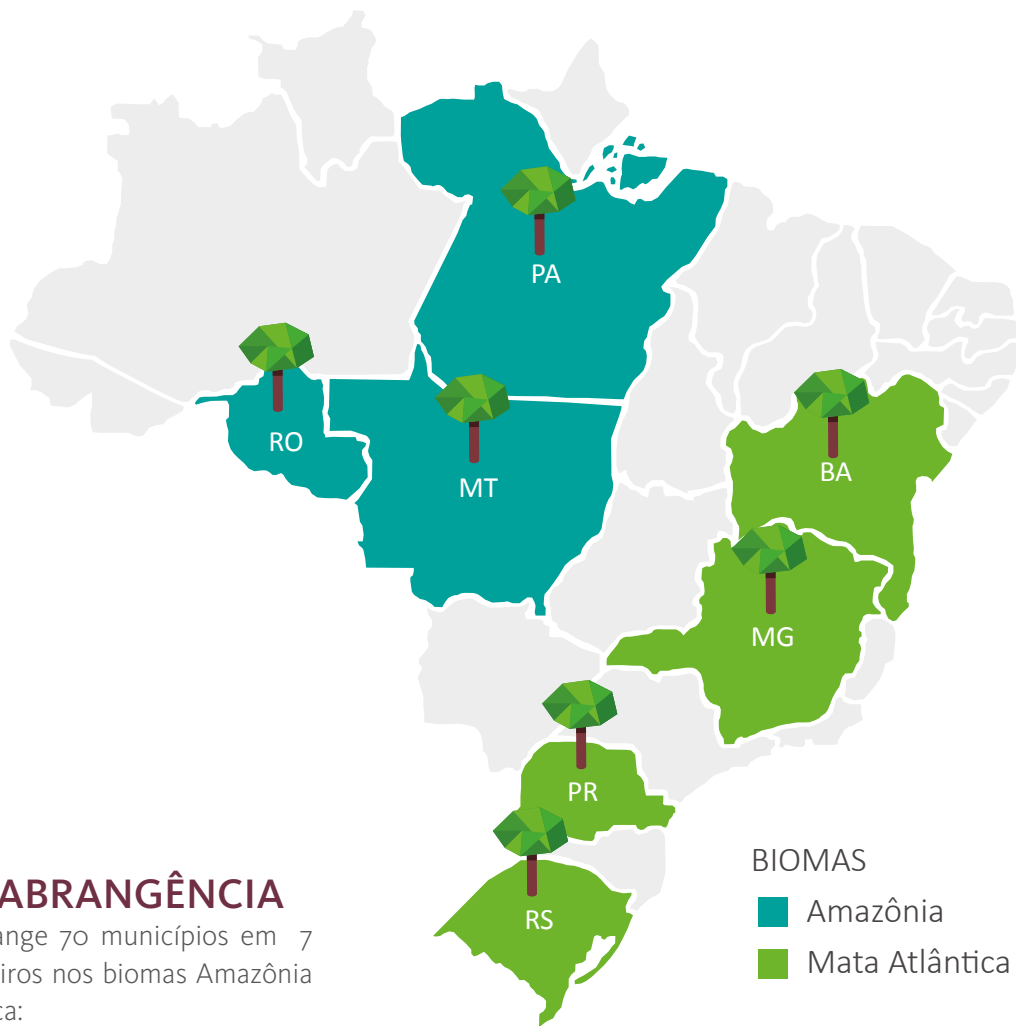 PA
RO
MT
BA
MG
PR
RS
ABRANGÊNCIA
ange 70 municípios em 7
iros nos biomas Amazônia
ca:
BIOMAS
Amazônia
Mata Atlântica